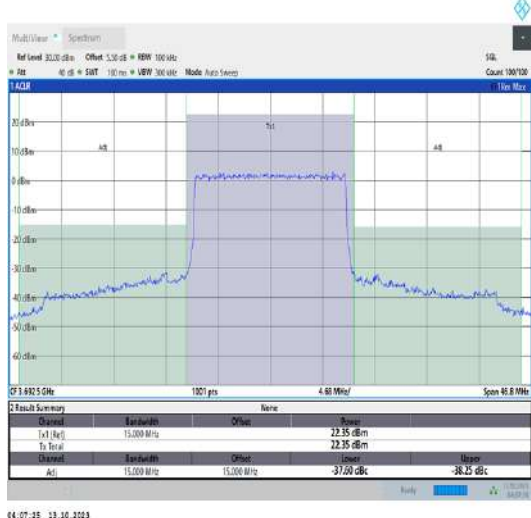 MultiView Spectrum
Ref Level 30.00 dBm Offset 5.50 dB RBW 100 kHz SGL
Att 40 dB SWT 100 ms VBW 300 kHz Mode Auto Sweep Count 100/100
1 ACLR 1Rm Max
20 dBm
Tx1
10 dBm Adj Adj
0 dBm
-10 dBm
-20 dBm
-30 dBm
-40 dBm
-50 dBm
-60 dBm
CF 3.6925 GHz 1001 pts 4.68 MHz/ Span 46.8 MHz
2 Result Summary None
Channel Bandwidth Offset Power
Tx1 (Ref) 15.000 MHz 22.35 dBm
Tx Total 22.35 dBm
Channel Bandwidth Offset Lower Upper
Adj 15.000 MHz 15.000 MHz -37.60 dBc -38.25 dBc
Ready
04:07:25 13.10.2023